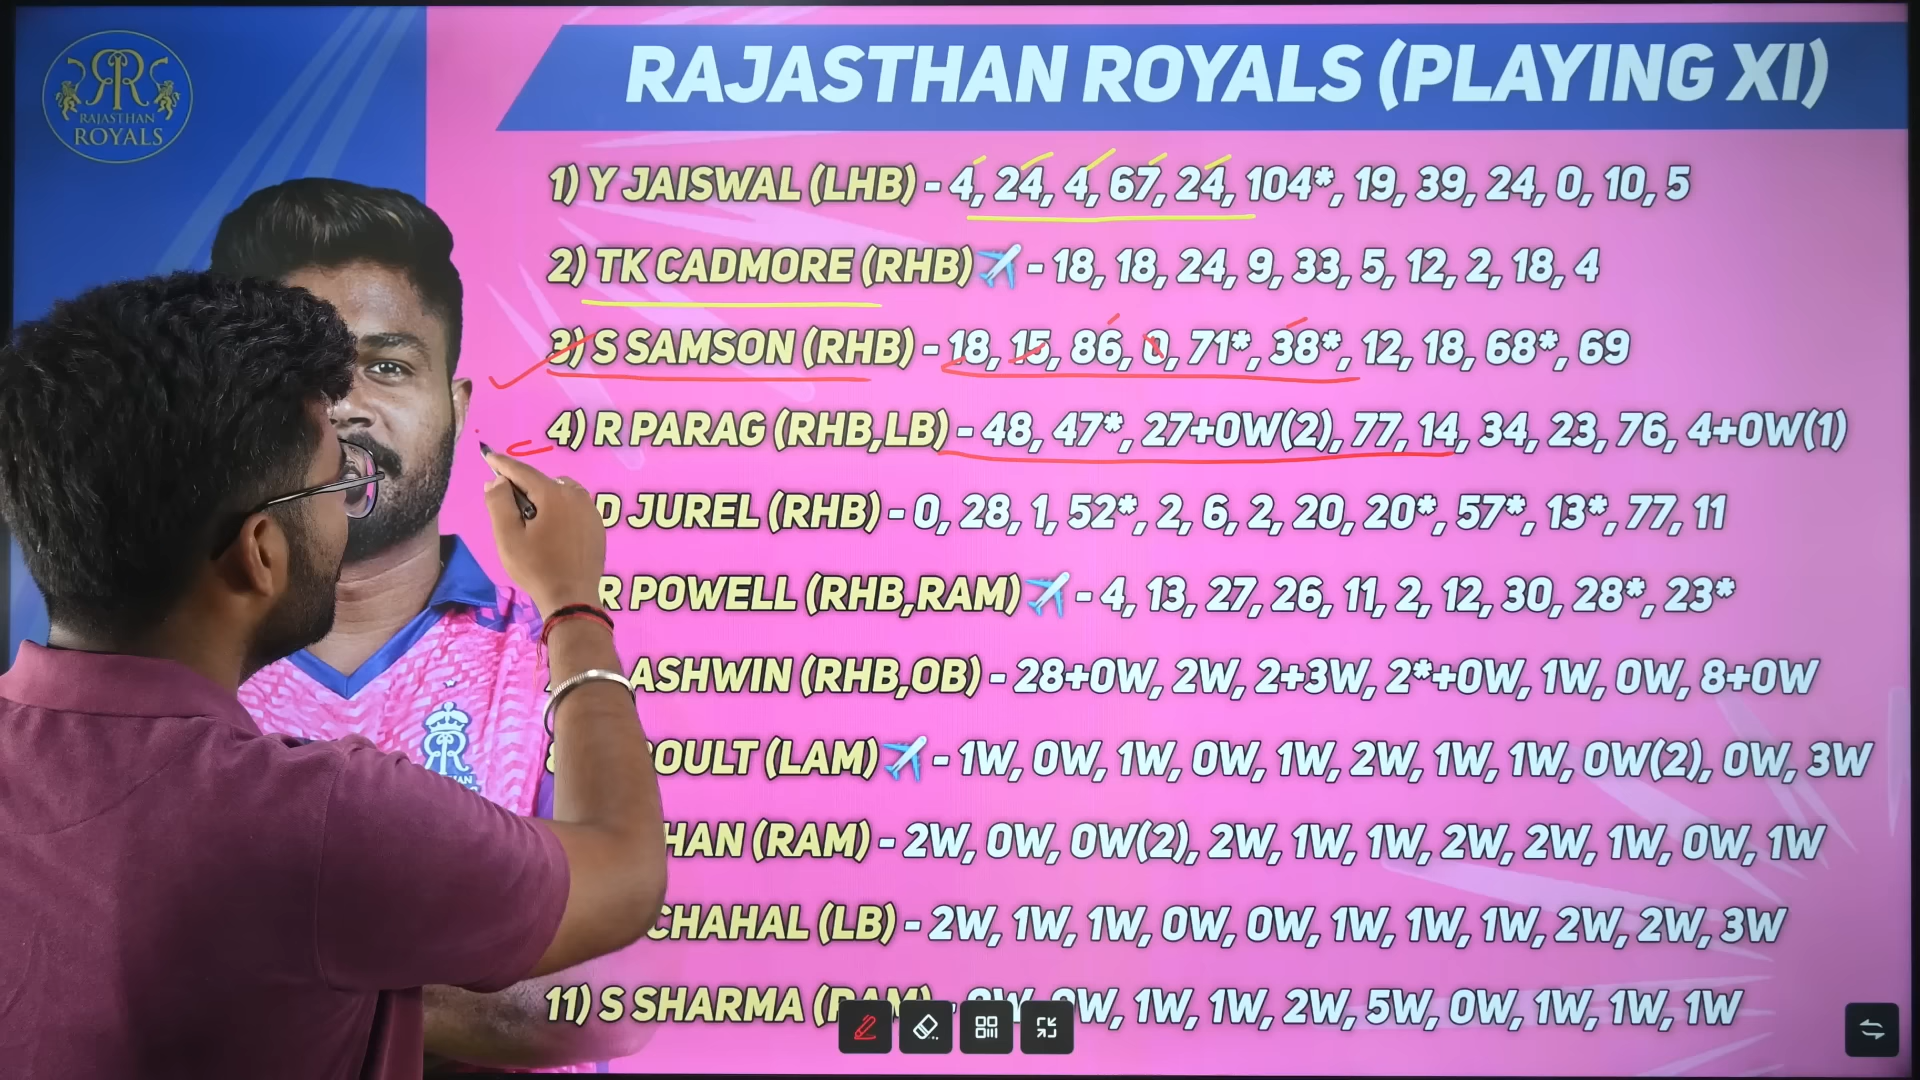 RAJASTHAN
ROYALS
RAJASTHAN ROYALS (PLAYING XI)
1) Y JAISWAL (LHB) - 4, 24, 4, 67, 24, 104*, 19, 39, 24, 0, 10, 5
2) TK CADMORE (RHB) ✈ - 18, 18, 24, 9, 33, 5, 12, 2, 18, 4
3) S SAMSON (RHB) - 18, 15, 86, 0, 71*, 38*, 12, 18, 68*, 69
4) R PARAG (RHB,LB) - 48, 47*, 27+0W(2), 77, 14, 34, 23, 76, 4+0W(1)
D JUREL (RHB) - 0, 28, 1, 52*, 2, 6, 2, 20, 20*, 57*, 13*, 77, 11
R POWELL (RHB,RAM) ✈ - 4, 13, 27, 26, 11, 2, 12, 30, 28*, 23*
ASHWIN (RHB,OB) - 28+0W, 2W, 2+3W, 2*+0W, 1W, 0W, 8+0W
OULT (LAM) ✈ - 1W, 0W, 1W, 0W, 1W, 2W, 1W, 1W, 0W(2), 0W, 3W
HAN (RAM) - 2W, 0W, 0W(2), 2W, 1W, 1W, 2W, 2W, 1W, 0W, 1W
CHAHAL (LB) - 2W, 1W, 1W, 0W, 0W, 1W, 1W, 1W, 2W, 2W, 3W
11) S SHARMA (RAM) - 1W, 1W, 2W, 5W, 0W, 1W, 1W, 1W